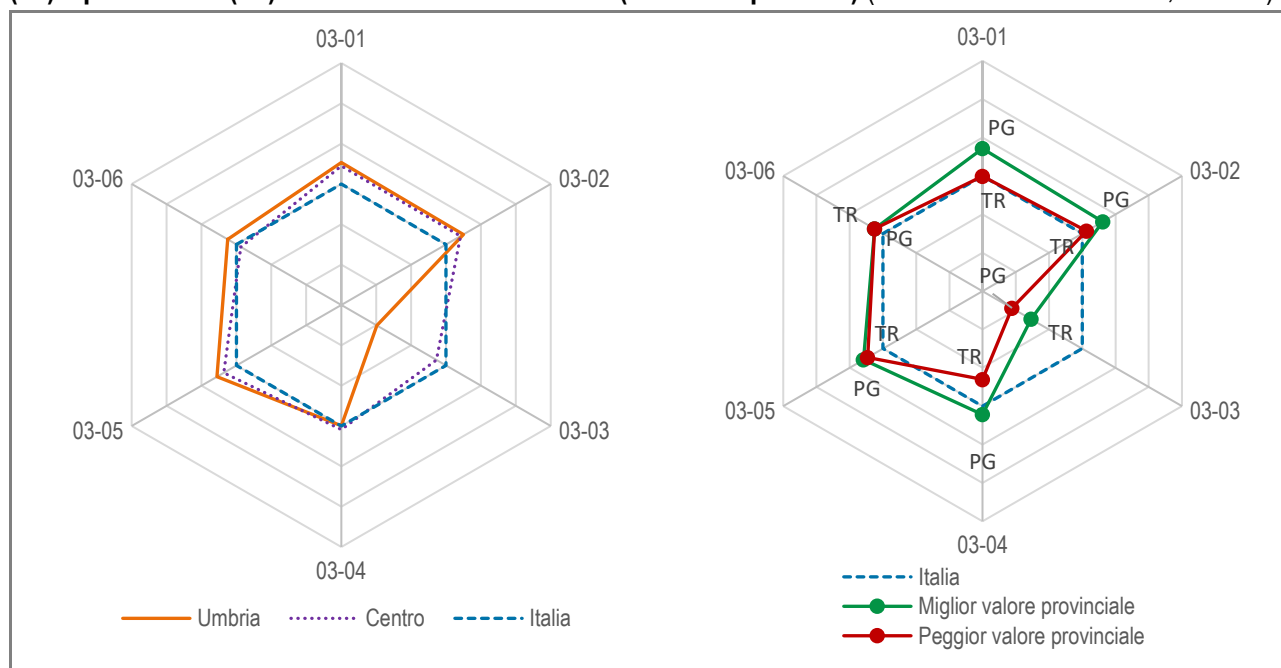 03-01
03-02
03-03
03-04
03-05
03-06
Umbria
Centro
Italia
03-01
03-02
03-03
03-04
03-05
03-06
PG
TR
PG
TR
PG
TR
TR
PG
TR
PG
TR
PG
Italia
Miglior valore provinciale
Peggior valore provinciale